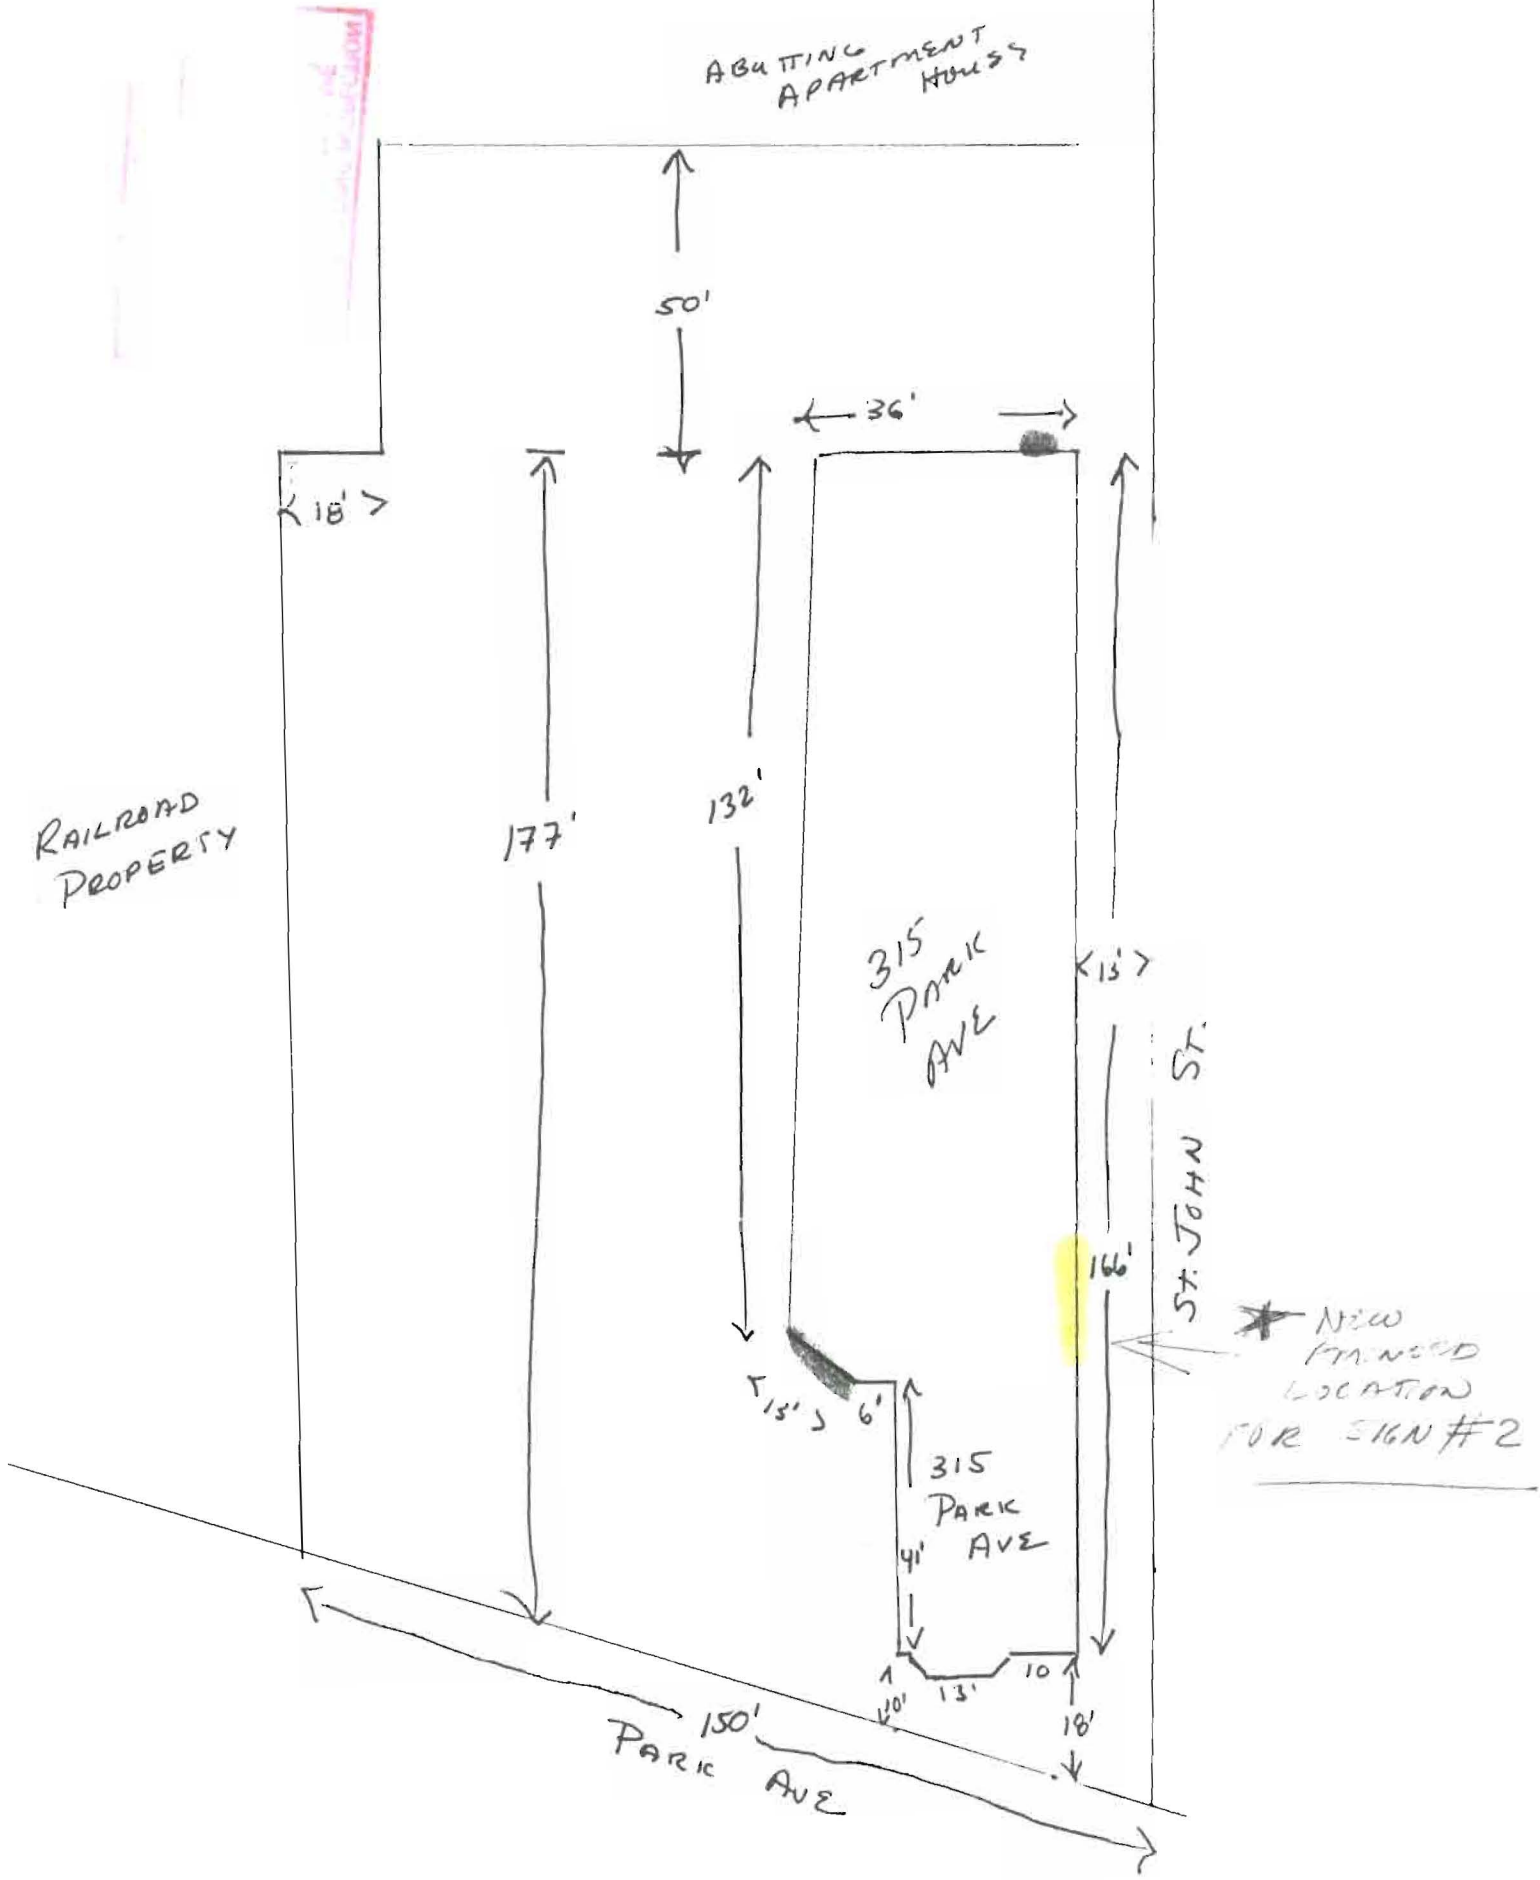 ABUTTING
APARTMENT
HOUSE
50'
36'
<18'>
RAILROAD
PROPERTY
177'
132'
315
PARK
AVE
<13'>
ST. JOHN ST.
166'
NEW
LOCATION
FOR SIGN #2
15'
6'
315
PARK
AVE
41'
10
13'
10'
18'
150'
PARK AVE